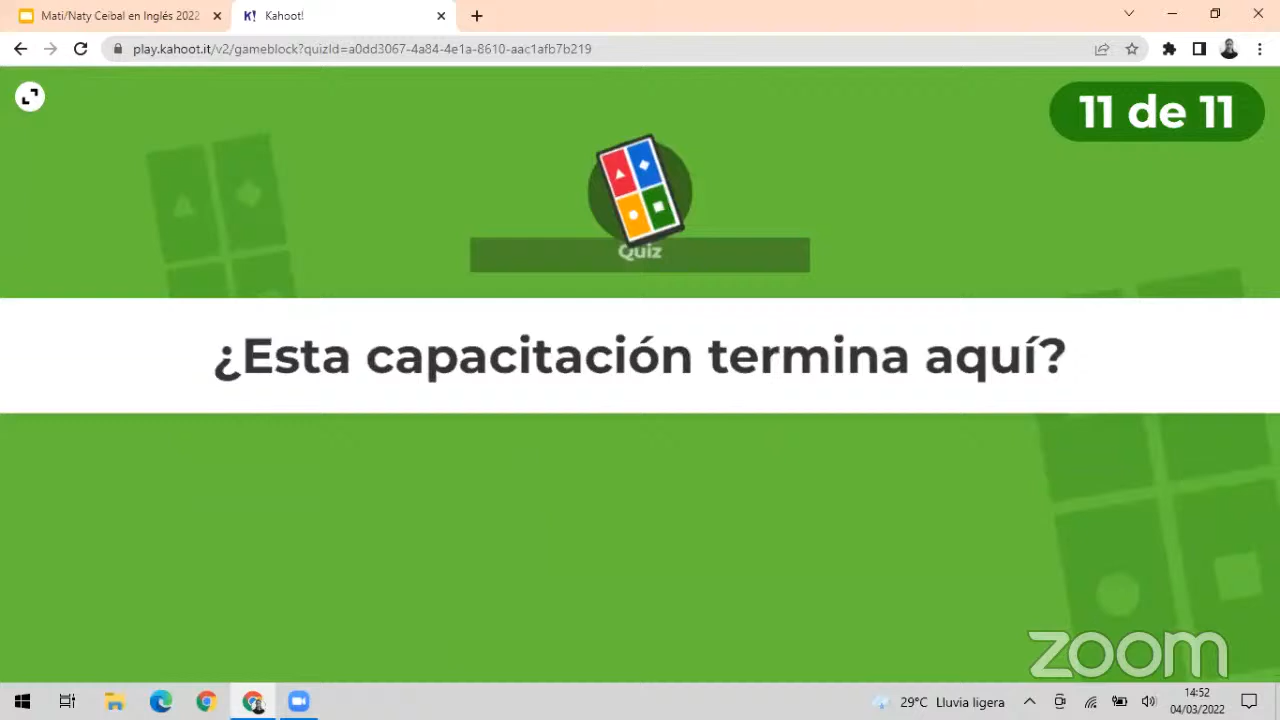 Mati/Naty Ceibal en Inglés 2022
K! Kahoot!
play.kahoot.it/v2/gameblock?quizId=a0dd3067-4a84-4e1a-8610-aae1afb7b219
11 de 11
Quiz
¿Esta capacitación termina aquí?
zoom
29°C Lluvia ligera
14:52
04/03/2022